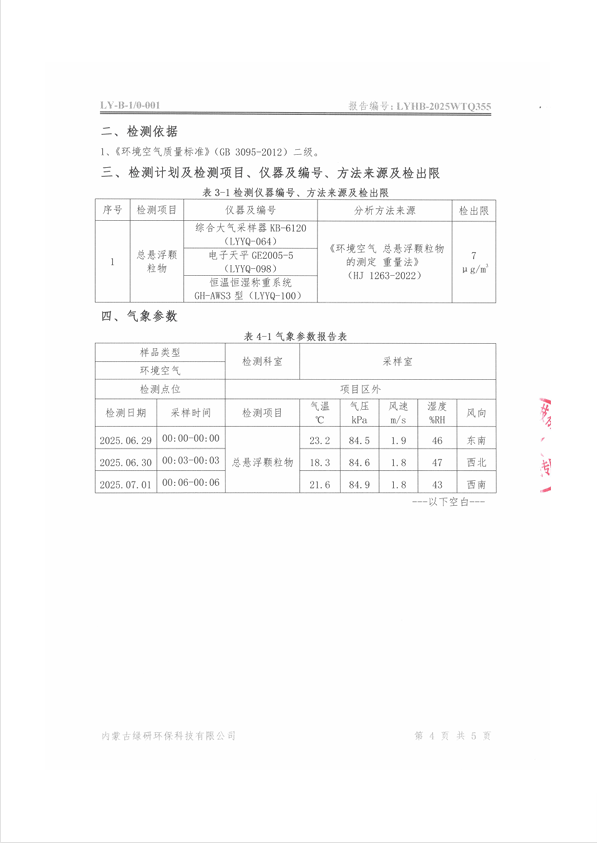 LY-B-1/0-001 报告编号：LYHB-2025WTQ355
二、检测依据
1、《环境空气质量标准》（GB 3095-2012）二级。
三、检测计划及检测项目、仪器及编号、方法来源及检出限
表 3-1 检测仪器编号、方法来源及检出限
序号 检测项目 仪器及编号 分析方法来源 检出限
1 总悬浮颗粒物 综合大气采样器 KB-6120（LYYQ-064） 《环境空气 总悬浮颗粒物的测定 重量法》（HJ 1263-2022） 7 μg/m³
电子天平 GE2005-5（LYYQ-098）
恒温恒湿称重系统 GH-AWS3 型（LYYQ-100）
四、气象参数
表 4-1 气象参数报告表
样品类型 检测科室 采样室
环境空气
检测点位 项目区外
检测日期 采样时间 检测项目 气温 ℃ 气压 kPa 风速 m/s 湿度 %RH 风向
2025.06.29 00:00-00:00 总悬浮颗粒物 23.2 84.5 1.9 46 东南
2025.06.30 00:03-00:03 18.3 84.6 1.8 47 西北
2025.07.01 00:06-00:06 21.6 84.9 1.8 43 西南
---以下空白---
内蒙古绿研环保科技有限公司 第 4 页 共 5 页